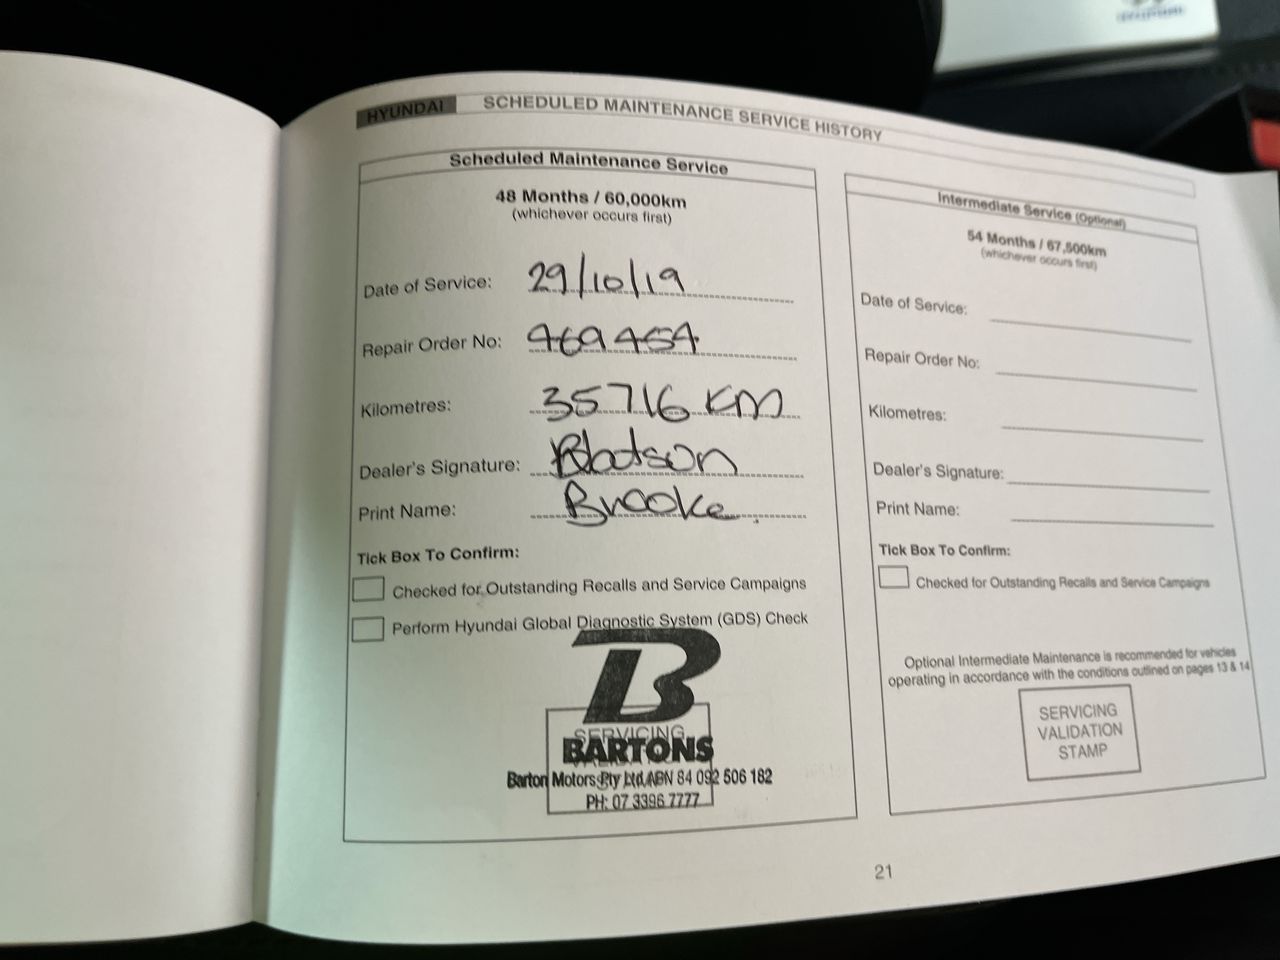 HYUNDAI SCHEDULED MAINTENANCE SERVICE HISTORY
Scheduled Maintenance Service
48 Months / 60,000km
(whichever occurs first)
Date of Service: 29/10/19
Repair Order No: 469454
Kilometres: 35716 KM
Dealer's Signature:
Print Name: Brooke
Tick Box To Confirm:
Checked for Outstanding Recalls and Service Campaigns
Perform Hyundai Global Diagnostic System (GDS) Check
B
SERVICING
BARTONS
Barton Motors Pty Ltd ABN 84 092 506 182
PH: 07 3396 7777
Intermediate Service (Optional)
54 Months / 67,500km
(whichever occurs first)
Date of Service:
Repair Order No:
Kilometres:
Dealer's Signature:
Print Name:
Tick Box To Confirm:
Checked for Outstanding Recalls and Service Campaigns
Optional Intermediate Maintenance is recommended for vehicles
operating in accordance with the conditions outlined on pages 13 & 14
SERVICING
VALIDATION
STAMP
21